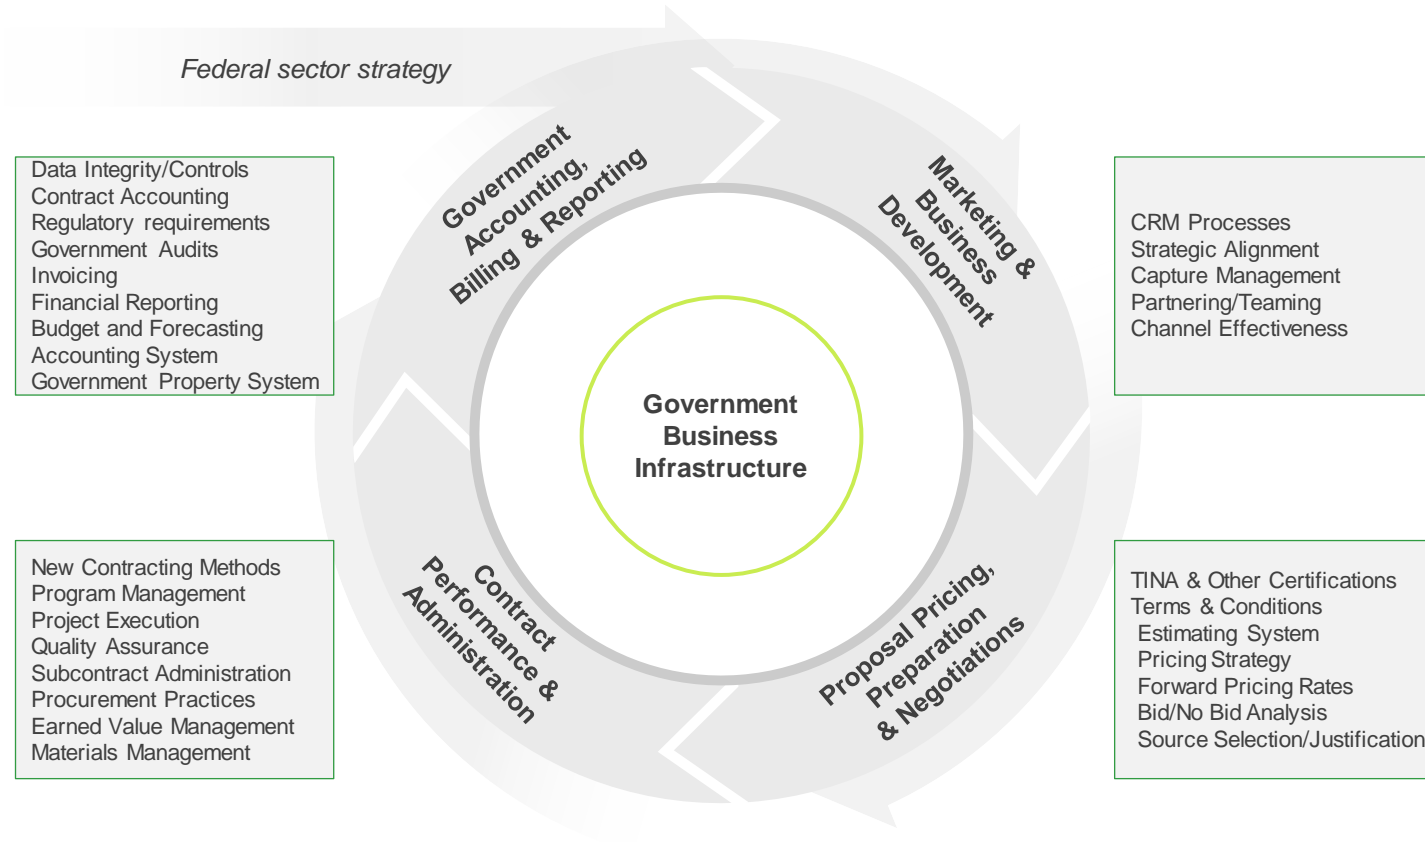 Federal sector strategy
Data Integrity/Controls
Contract Accounting
Regulatory requirements
Government Audits
Invoicing
Financial Reporting
Budget and Forecasting
Accounting System
Government Property System
Government
Accounting,
Billing & Reporting
Marketing &
Business
Development
CRM Processes
Strategic Alignment
Capture Management
Partnering/Teaming
Channel Effectiveness
Government
Business
Infrastructure
New Contracting Methods
Program Management
Project Execution
Quality Assurance
Subcontract Administration
Procurement Practices
Earned Value Management
Materials Management
Contract
Performance &
Administration
Proposal Pricing,
Preparation
& Negotiations
TINA & Other Certifications
Terms & Conditions
Estimating System
Pricing Strategy
Forward Pricing Rates
Bid/No Bid Analysis
Source Selection/Justification